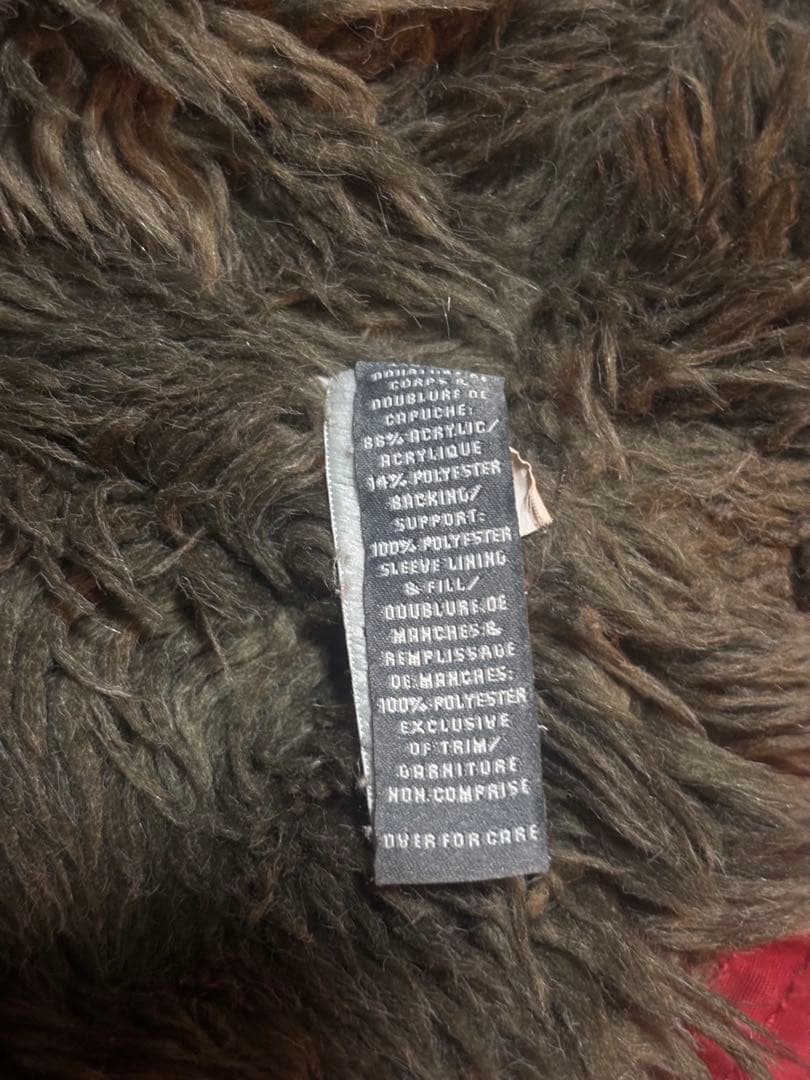 CORPS &
DOUBLURE DE
CAPUCHE:
86% ACRYLIC/
ACRYLIQUE
14% POLYESTER
BACKING/
SUPPORT:
100% POLYESTER
SLEEVE LINING
& FILL/
DOUBLURE DE
MANCHES &
REMPLISSAGE
DE MANCHES:
100% POLYESTER
EXCLUSIVE
OF TRIM/
GARNITURE
NON COMPRISE
OVER FOR CARE